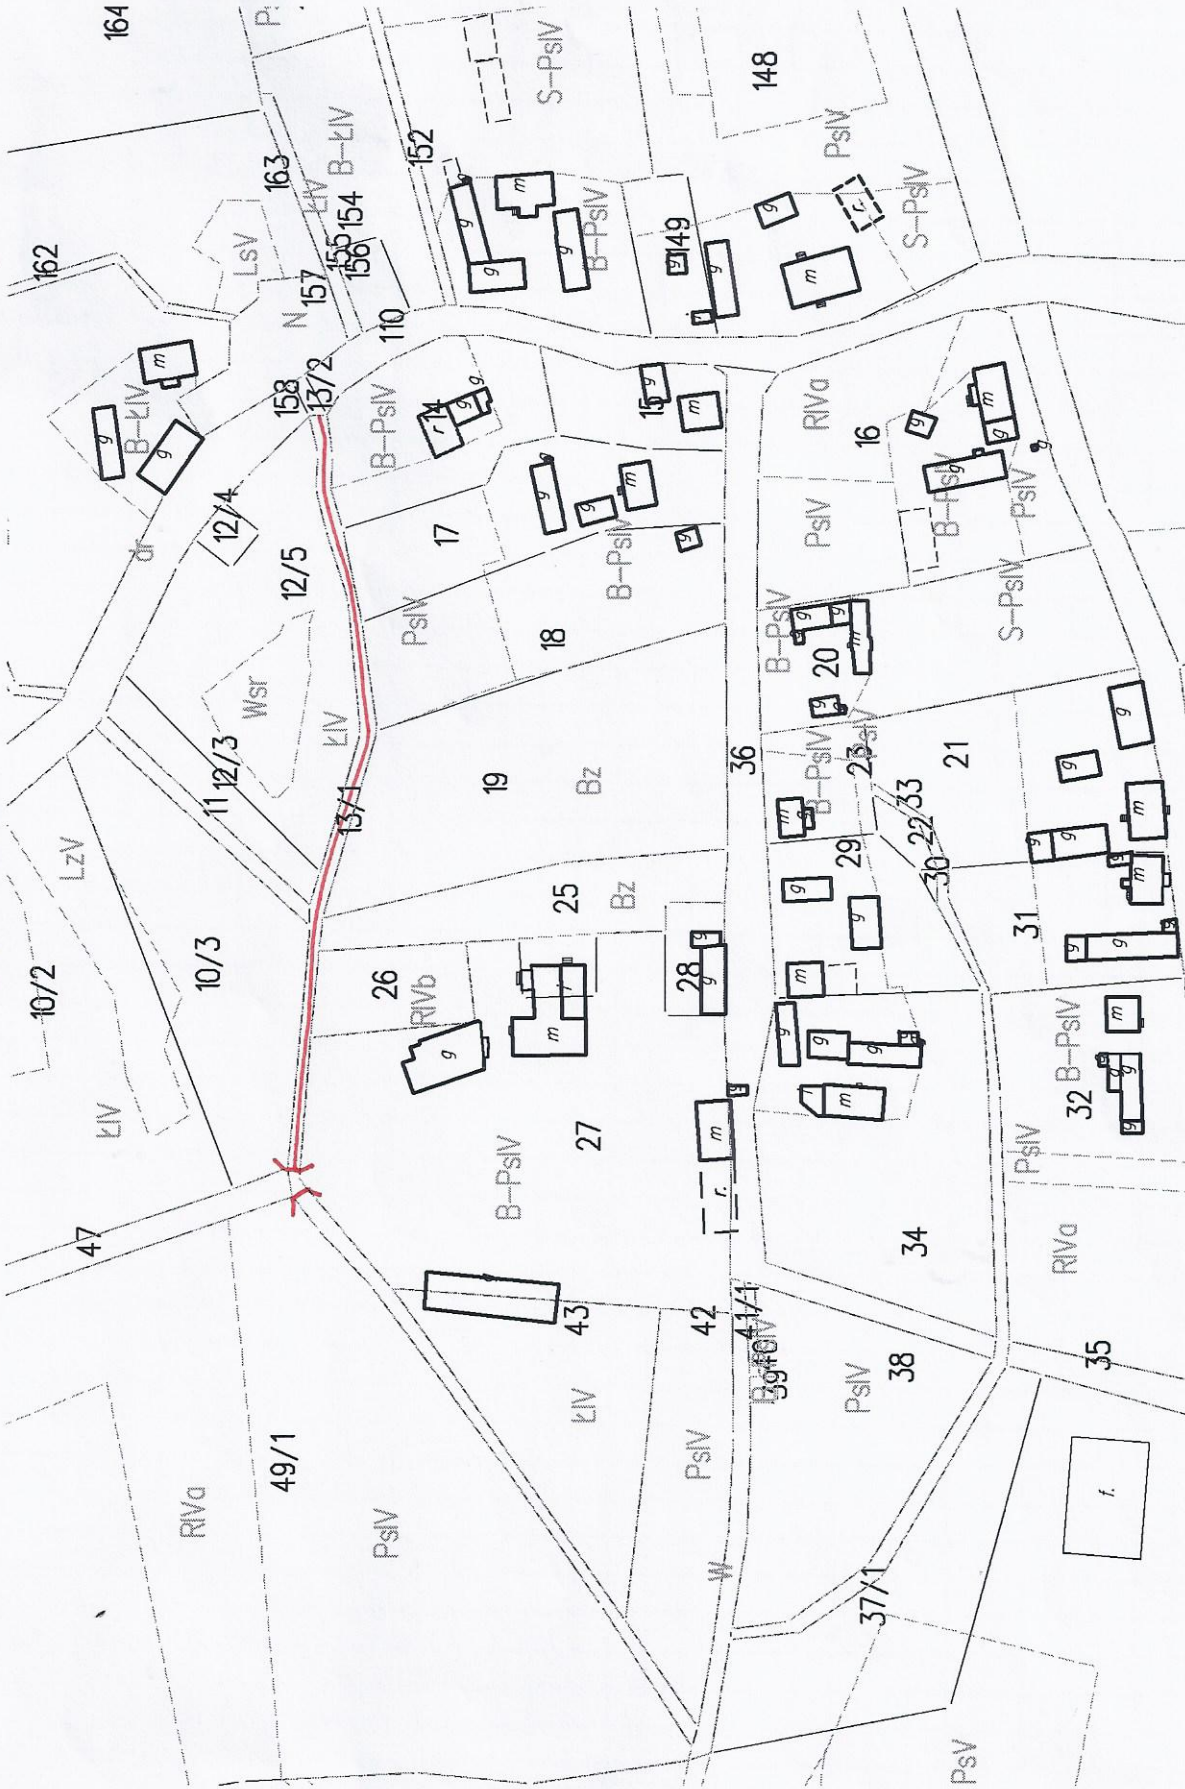 164
Ps
163
ŁIV
B-ŁIV
154
155
156
157
152
162
LsV
N
110
158
13/2
S-PsIV
148
PsIV
S-PsIV
B-PsIV
149
g
g
m
g
g
g
g
m
r.
m
g
g
B-ŁIV
dr
12/4
12/5
Wsr
ŁIV
12/3
11
13/1
B-PsIV
14
r
g
g
17
PsIV
18
g
g
m
B-PsIV
g
15
g
m
RIVa
16
g
m
g
g
g
PsIV
B-PsIV
PsIV
S-PsIV
B-PsIV
20
g
g
g
m
g
19
Bz
36
B-PsIV
23
PsIV
21
33
22
30
29
m
g
g
m
g
g
g
g
m
m
g
g
g
31
LzV
10/3
10/2
ŁIV
25
Bz
26
RIVb
28
g
g
g
m
27
B-PsIV
m
g
r.
g
g
g
m
34
B-PsIV
32
m
g
g
g
PsIV
RIVa
47
43
42
41/1
B-PsIV
40
39
38
PsIV
35
49/1
RIVa
PsIV
ŁIV
PsIV
W
37/1
f.
PsV